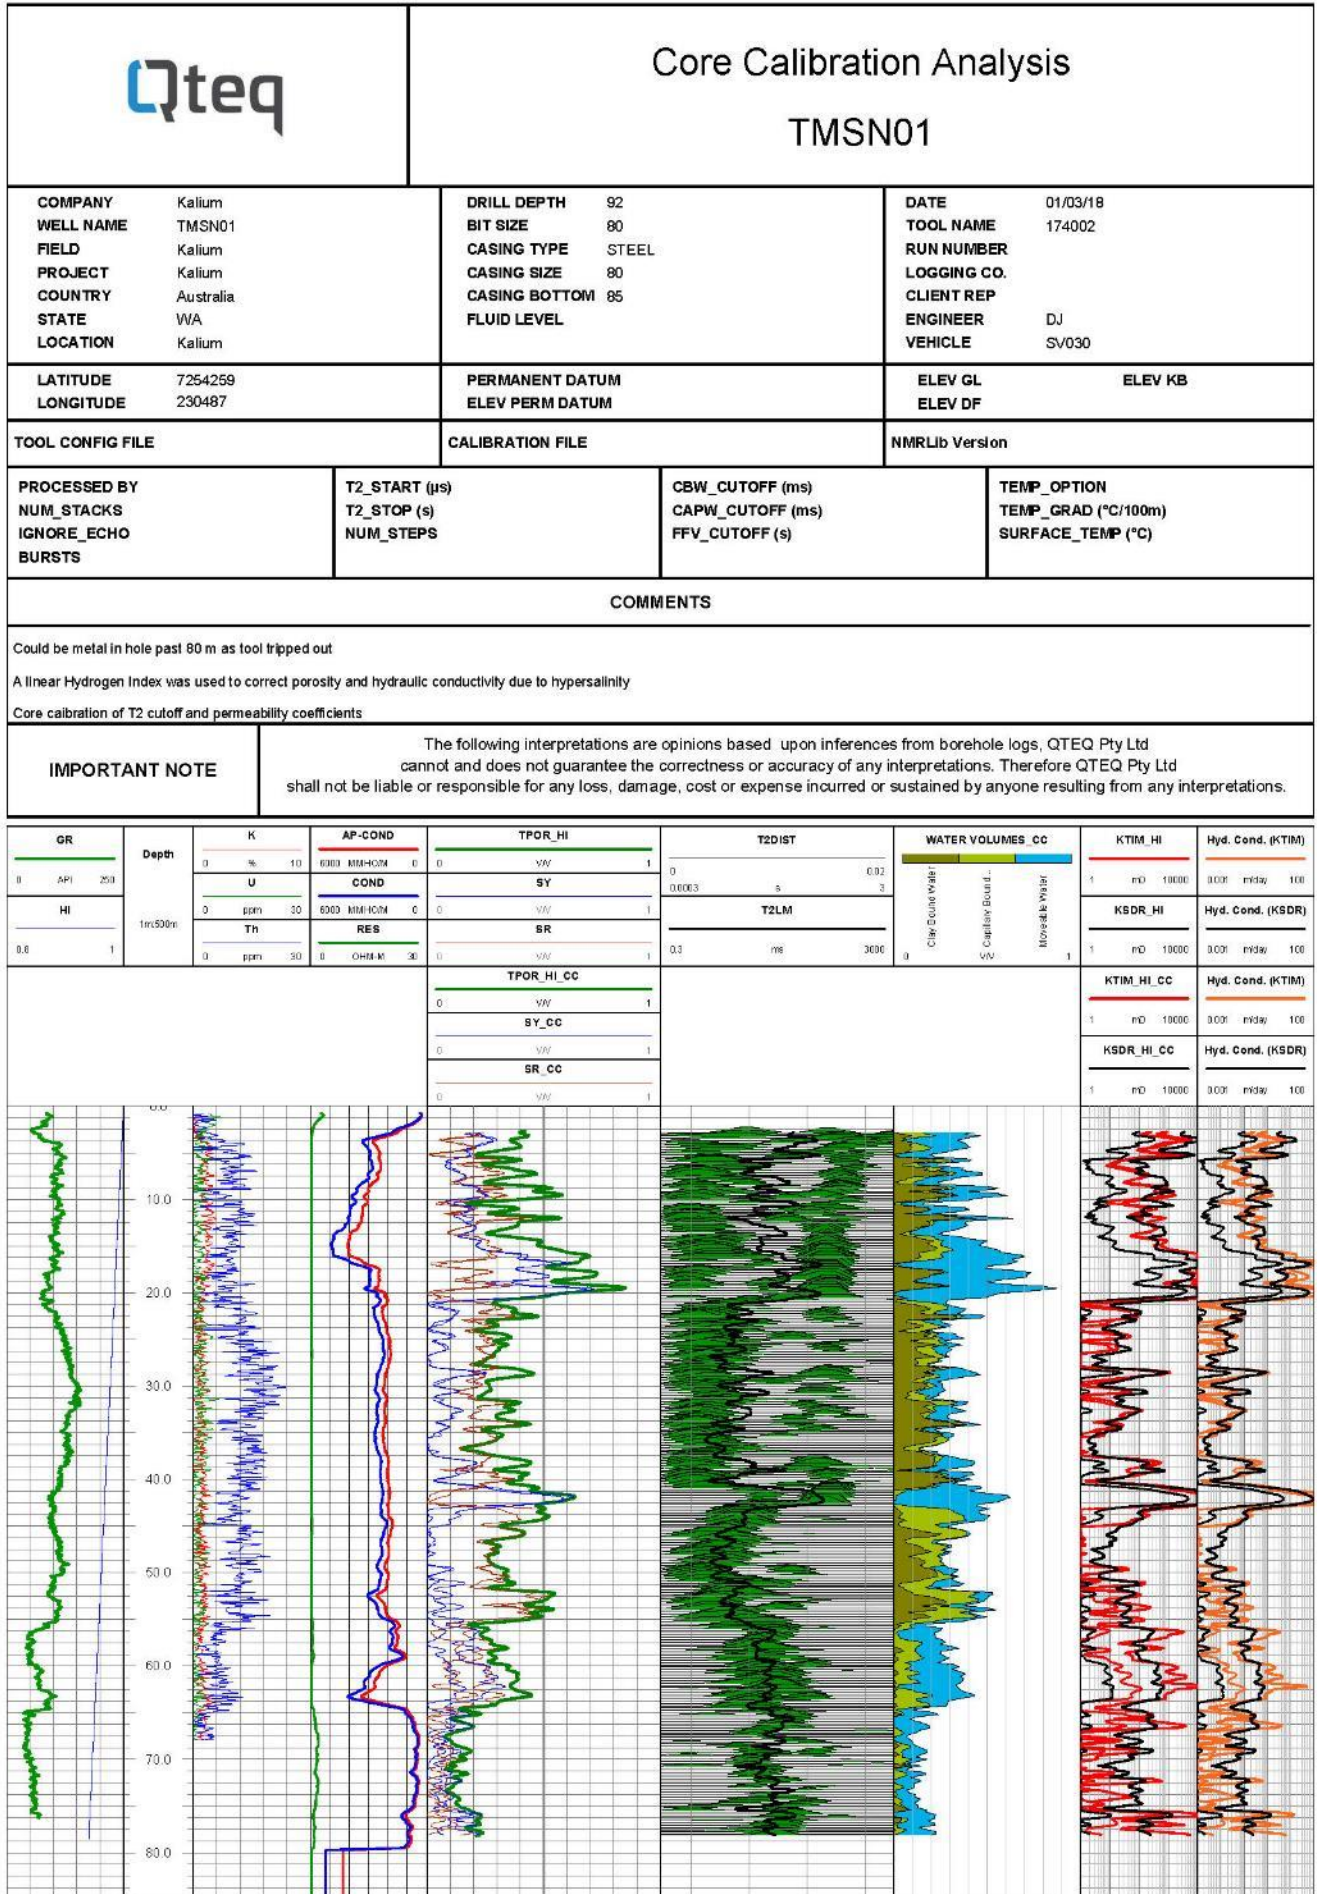 Qteq
Core Calibration Analysis
TMSN01
COMPANY Kalium
WELL NAME TMSN01
FIELD Kalium
PROJECT Kalium
COUNTRY Australia
STATE WA
LOCATION Kalium
DRILL DEPTH 92
BIT SIZE 80
CASING TYPE STEEL
CASING SIZE 80
CASING BOTTOM 85
FLUID LEVEL
DATE 01/03/18
TOOL NAME 174002
RUN NUMBER
LOGGING CO.
CLIENT REP
ENGINEER DJ
VEHICLE SV030
LATITUDE 7254259
LONGITUDE 230487
PERMANENT DATUM
ELEV PERM DATUM
ELEV GL ELEV KB
ELEV DF
TOOL CONFIG FILE
CALIBRATION FILE
NMRLib Version
PROCESSED BY
NUM_STACKS
IGNORE_ECHO
BURSTS
T2_START (µs)
T2_STOP (s)
NUM_STEPS
CBW_CUTOFF (ms)
CAPW_CUTOFF (ms)
FFV_CUTOFF (s)
TEMP_OPTION
TEMP_GRAD (°C/100m)
SURFACE_TEMP (°C)
COMMENTS
Could be metal in hole past 80 m as tool tripped out
A linear Hydrogen Index was used to correct porosity and hydraulic conductivity due to hypersalinity
Core caibration of T2 cutoff and permeability coefficients
IMPORTANT NOTE
The following interpretations are opinions based upon inferences from borehole logs, QTEQ Pty Ltd
cannot and does not guarantee the correctness or accuracy of any interpretations. Therefore QTEQ Pty Ltd
shall not be liable or responsible for any loss, damage, cost or expense incurred or sustained by anyone resulting from any interpretations.
GR
0 API 250
HI
0.6 1
Depth
1m:500m
K
0 % 10
U
0 ppm 30
Th
0 ppm 30
AP-COND
6000 MMHO/M 0
COND
6000 MMHO/M 0
RES
0 OHM-M 30
TPOR_HI
0 V/V 1
SY
0 V/V 1
SR
0 V/V 1
T2DIST
0 0.02
0.0003 s 3
T2LM
0.3 ms 3000
WATER VOLUMES_CC
Clay Bound Water
Capillary Bound...
Moveable Water
0 V/V 1
KTIM_HI
1 mD 10000
KSDR_HI
1 mD 10000
Hyd. Cond. (KTIM)
0.001 m/day 100
Hyd. Cond. (KSDR)
0.001 m/day 100
TPOR_HI_CC
0 V/V 1
SY_CC
0 V/V 1
SR_CC
0 V/V 1
KTIM_HI_CC
1 mD 10000
KSDR_HI_CC
1 mD 10000
Hyd. Cond. (KTIM)
0.001 m/day 100
Hyd. Cond. (KSDR)
0.001 m/day 100
0.0
10.0
20.0
30.0
40.0
50.0
60.0
70.0
80.0